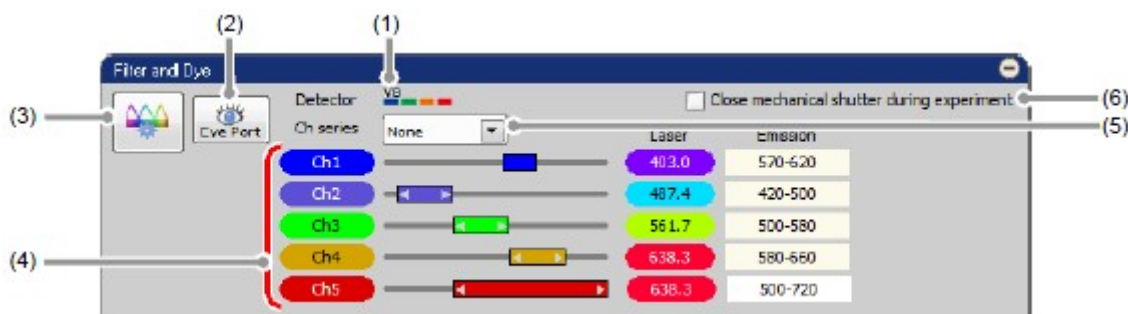 (1)
(2)
Filter and Dye
(3)
Eye Port
Detector
VB
Close mechanical shutter during experiment
(6)
Ch series
None
(5)
Laser
Emission
Ch1
403.0
570-620
Ch2
487.4
420-500
Ch3
561.7
500-580
(4)
Ch4
638.3
580-660
Ch5
638.3
500-720